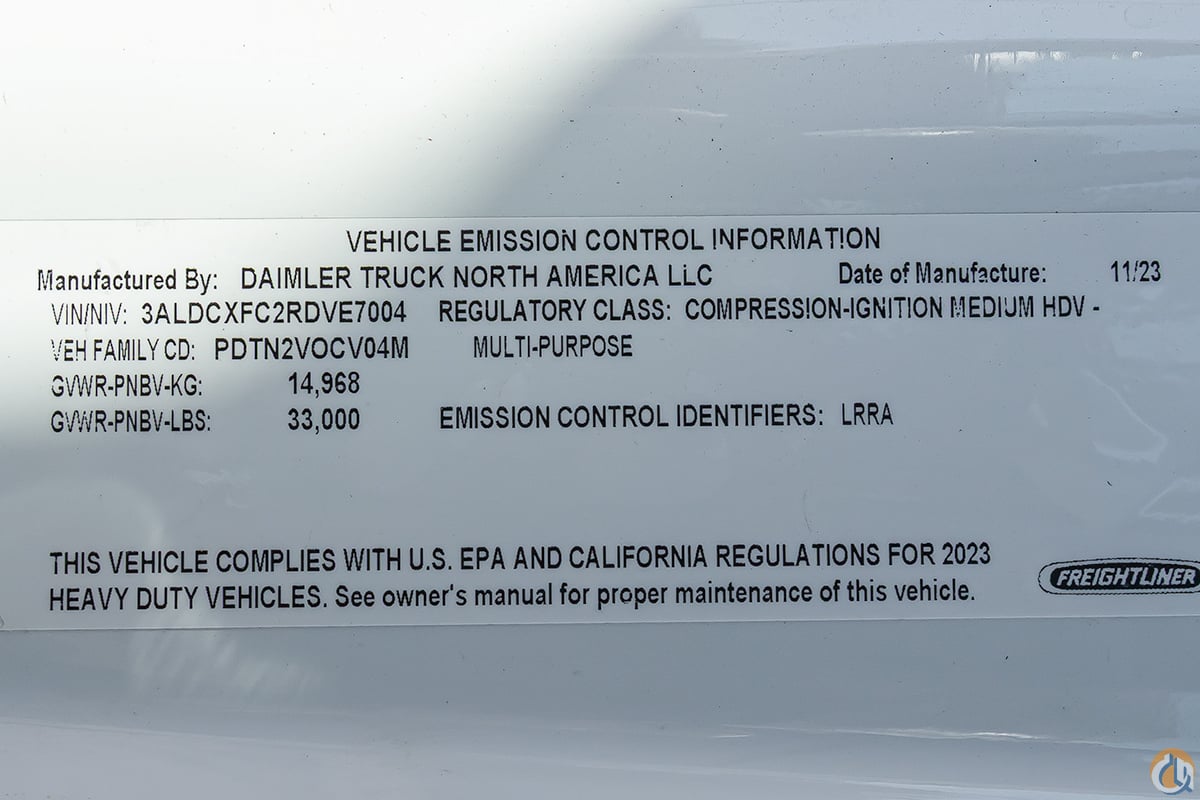 VEHICLE EMISSION CONTROL INFORMATION
Manufactured By: DAIMLER TRUCK NORTH AMERICA LLC Date of Manufacture: 11/23
VIN/NIV: 3ALDCXFC2RDVE7004 REGULATORY CLASS: COMPRESSION-IGNITION MEDIUM HDV -
VEH FAMILY CD: PDTN2VOCV04M MULTI-PURPOSE
GVWR-PNBV-KG: 14,968
GVWR-PNBV-LBS: 33,000 EMISSION CONTROL IDENTIFIERS: LRRA
THIS VEHICLE COMPLIES WITH U.S. EPA AND CALIFORNIA REGULATIONS FOR 2023
HEAVY DUTY VEHICLES. See owner's manual for proper maintenance of this vehicle.
FREIGHTLINER